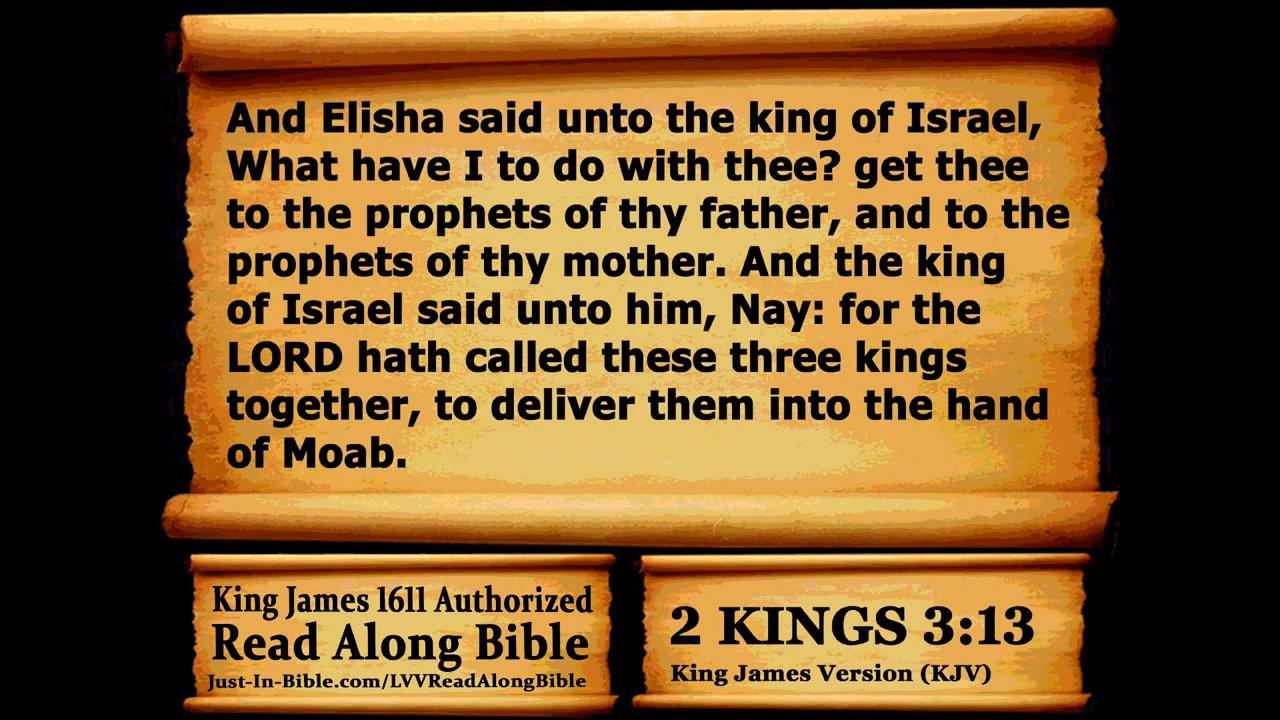 And Elisha said unto the king of Israel,
What have I to do with thee? get thee
to the prophets of thy father, and to the
prophets of thy mother. And the king
of Israel said unto him, Nay: for the
LORD hath called these three kings
together, to deliver them into the hand
of Moab.
King James 1611 Authorized
Read Along Bible
Just-In-Bible.com/LVVReadAlongBible
2 KINGS 3:13
King James Version (KJV)